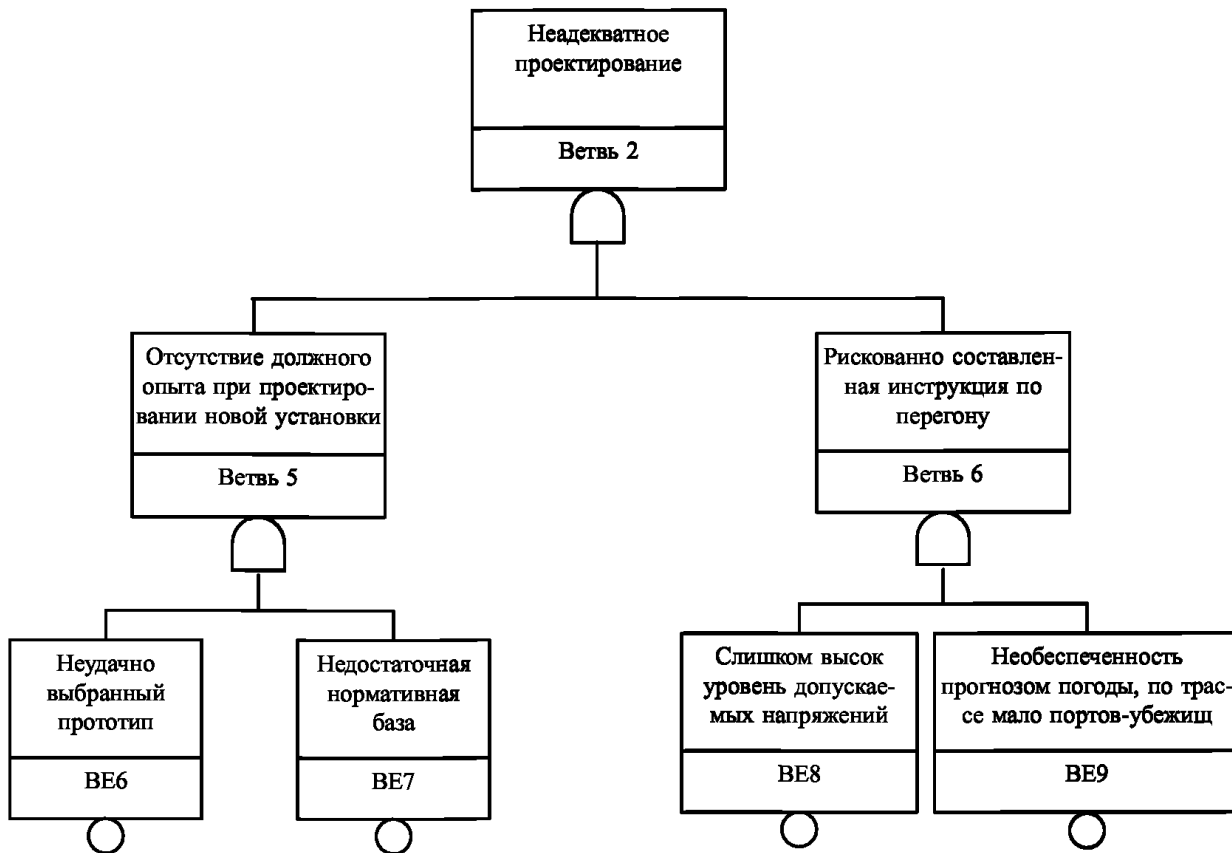 Неадекватное
проектирование
Ветвь 2
Отсутствие должного
опыта при проектиро-
вании новой установки
Ветвь 5
Рискованно составлен-
ная инструкция по
перегону
Ветвь 6
Неудачно
выбранный
прототип
BE6
Недостаточная
нормативная
база
BE7
Слишком высок
уровень допускае-
мых напряжений
BE8
Необеспеченность
прогнозом погоды, по трас-
се мало портов-убежищ
BE9